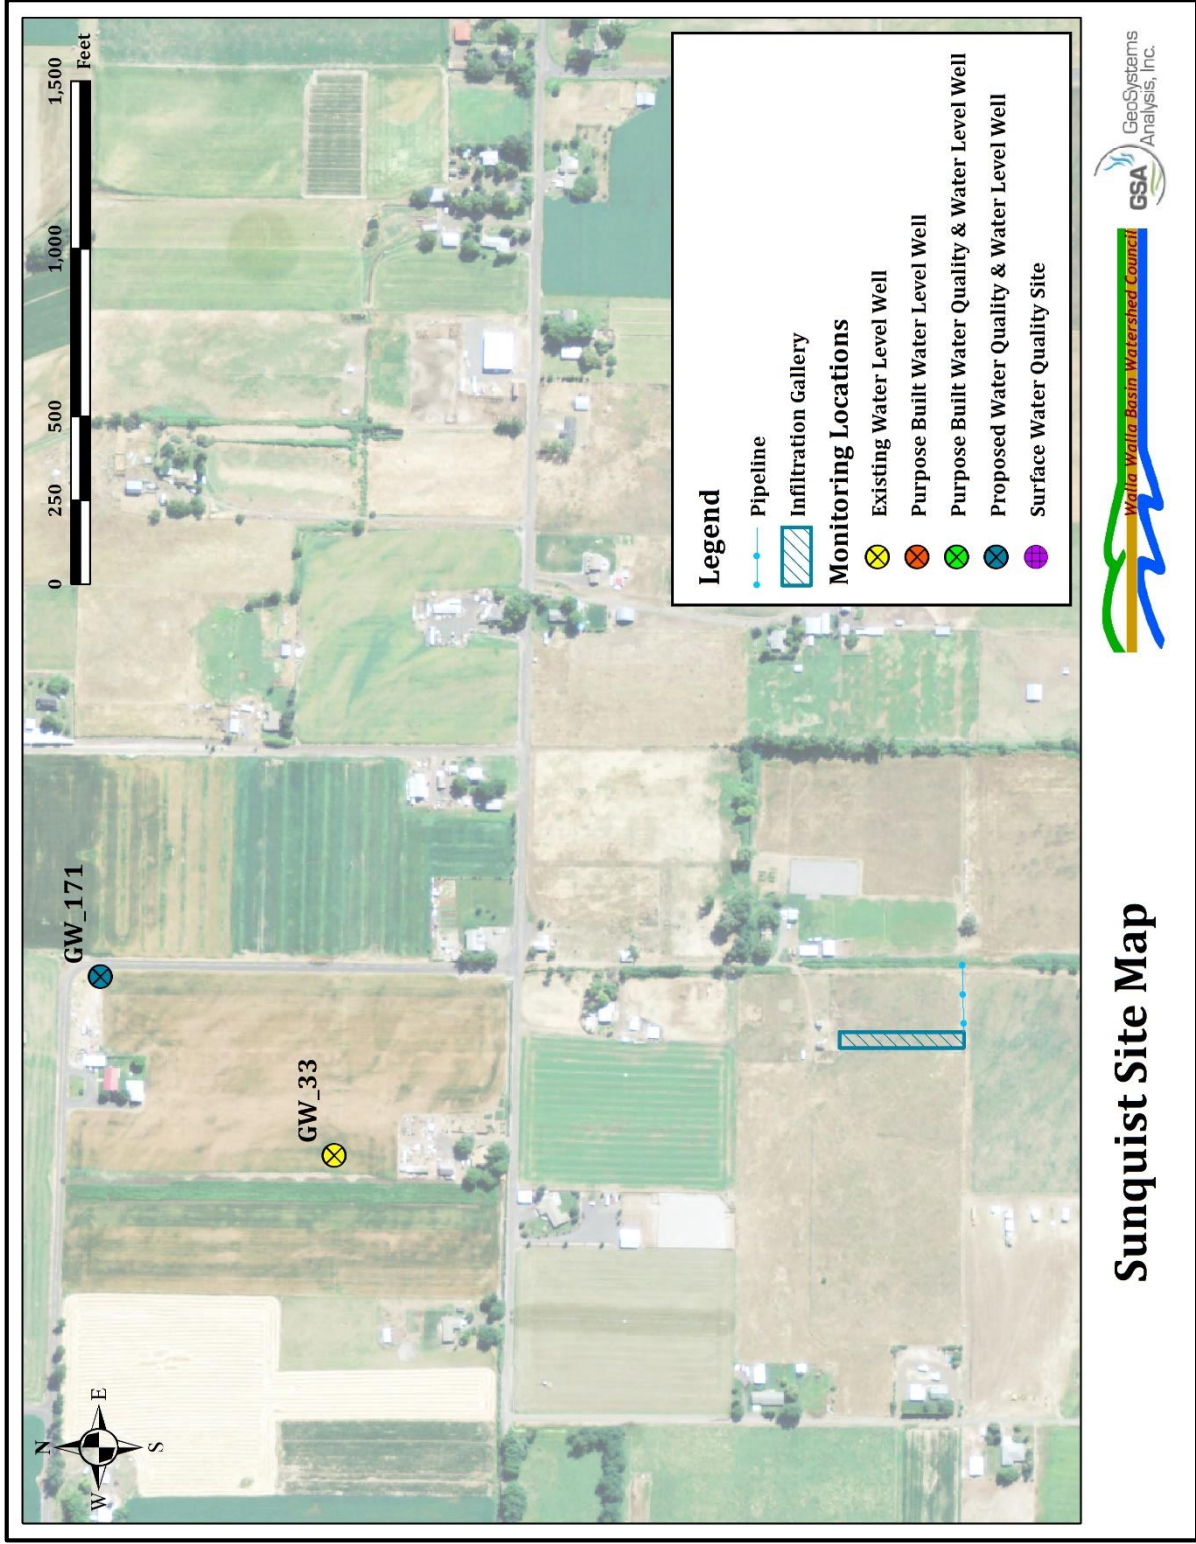 N
W
E
S
GW_171
GW_33
0 250 500 1,000 1,500
Feet
Legend
Pipeline
Infiltration Gallery
Monitoring Locations
Existing Water Level Well
Purpose Built Water Level Well
Purpose Built Water Quality & Water Level Well
Proposed Water Quality & Water Level Well
Surface Water Quality Site
Sunquist Site Map
Walla Walla Basin Watershed Council
GSA
GeoSystems
Analysis, Inc.